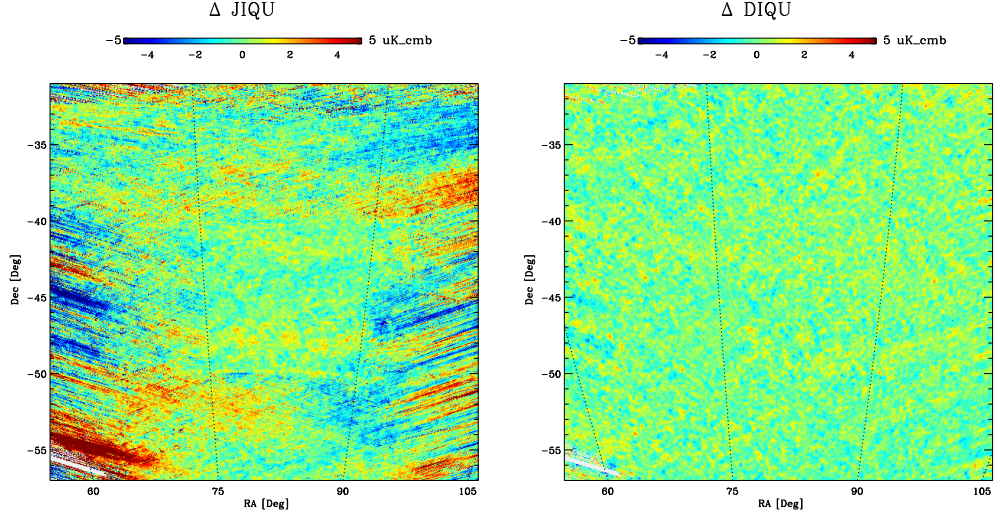 Δ JIQU
-5 5 uK_cmb
-4 -2 0 2 4
-35
-40
-45
-50
-55
Dec [Deg]
60 75 90 105
RA [Deg]
Δ DIQU
-5 5 uK_cmb
-4 -2 0 2 4
-35
-40
-45
-50
-55
Dec [Deg]
60 75 90 105
RA [Deg]